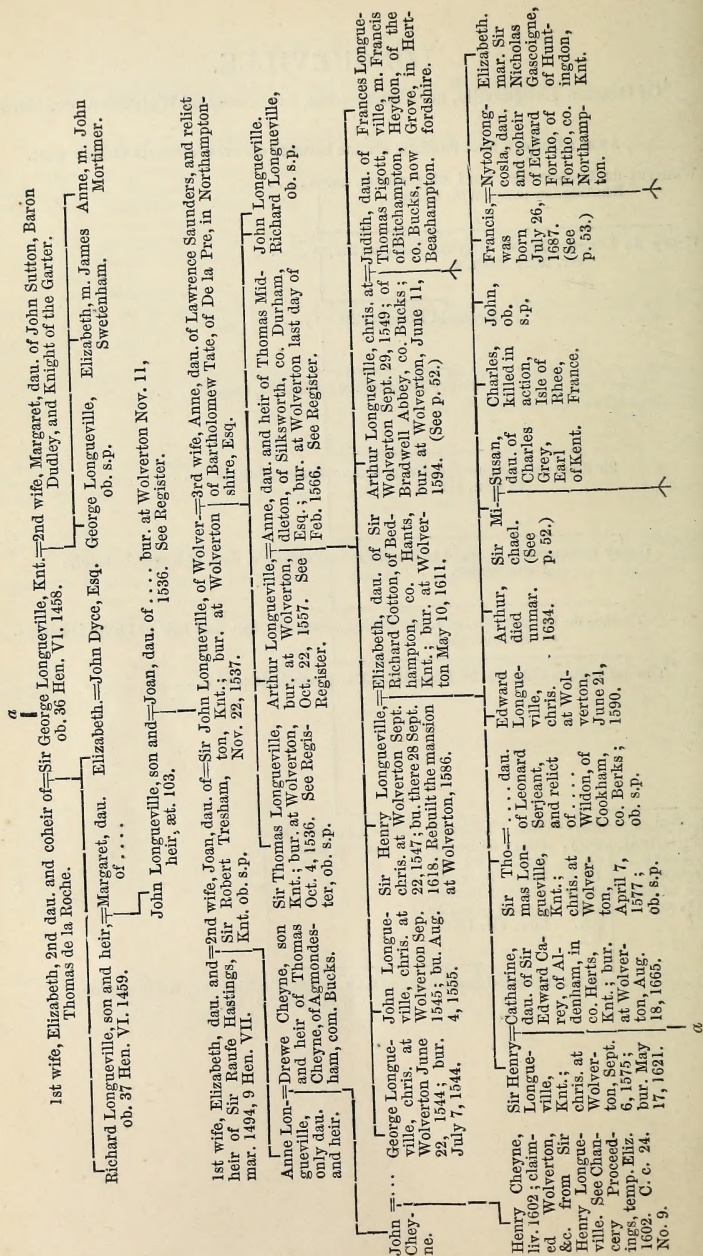 a
1st wife, Elizabeth, 2nd dau. and coheir of=Sir George Longueville, Knt.=2nd wife, Margaret, dau. of John Sutton, Baron
Thomas de la Roche.
ob. 36 Hen. VI. 1458.
Dudley, and Knight of the Garter.
Richard Longueville, son and heir,=Margaret, dau.
ob. 37 Hen. VI. 1459.
of ....
Elizabeth.=John Dyce, Esq.
George Longueville,
ob. s.p.
Elizabeth, m. James
Swetenham.
Anne, m. John
Mortimer.
John Longueville, son and=Joan, dau. of .... bur. at Wolverton Nov. 11,
heir, æt. 103.
1536. See Register.
1st wife, Elizabeth, dau. and=
heir of Sir Raufe Hastings,
mar. 1494, 9 Hen. VII.
2nd wife, Joan, dau. of=
Sir Robert Tresham,
Knt. ob. s.p.
Sir John Longueville, of Wolver-
ton, Knt.; bur. at Wolverton
Nov. 22, 1537.
=3rd wife, Anne, dau. of Lawrence Saunders, and relict
of Bartholomew Tate, of De la Pre, in Northampton-
shire, Esq.
Anne Lon-
gueville,
only dau.
and heir.
=Drewe Cheyne, son
and heir of Thomas
Cheyne, of Agmondes-
ham, com. Bucks.
Sir Thomas Longueville,
Knt.; bur. at Wolverton,
Oct. 4, 1536. See Regis-
ter, ob. s.p.
Arthur Longueville,
bur. at Wolverton,
Oct. 22, 1557. See
Register.
=Anne, dau. and heir of Thomas Mid-
dleton, of Silksworth, co. Durham,
Esq.; bur. at Wolverton last day of
Feb. 1566. See Register.
John Longueville.
Richard Longueville,
ob. s.p.
John =...
Chey-
ne.
George Longue-
ville, chris. at
Wolverton June
22, 1544; bur.
July 7, 1544.
John Longue-
ville, chris. at
Wolverton Sep.
1545; bu. Aug.
4, 1555.
Sir Henry Longueville,
chris. at Wolverton Sept.
22, 1547; bu. there 28 Sept.
1618. Rebuilt the mansion
at Wolverton, 1586.
=Elizabeth, dau. of Sir
Richard Cotton, of Bed-
hampton, co. Hants,
Knt.; bur. at Wolver-
ton May 10, 1611.
Arthur Longueville, chris. at
Wolverton Sept. 29, 1549; of
Bradwell Abbey, co. Bucks;
bur. at Wolverton, June 11,
1594. (See p. 52.)
=Judith, dau. of
Thomas Pigott,
of Bitchampton,
co. Bucks, now
Beachampton.
Frances Longue-
ville, m. Francis
Heydon, of the
Grove, in Hert-
fordshire.
Henry Cheyne,
liv. 1602; claim-
ed Wolverton,
&c. from Sir
Henry Longue-
ville. See Chan-
cery Proceed-
ings, temp. Eliz.
1602. C. c. 24.
No. 9.
Sir Henry
Longue-
ville,
Knt.;
chris. at
Wolver-
ton, Sept.
6, 1575;
bur. May
17, 1621.
=Catharine,
dau. of Sir
Edward Ca-
rey, of Al-
denham, in
co. Herts,
Knt.; bur.
at Wolver-
ton, Aug.
18, 1665.
Sir Tho-
mas Lon-
gueville,
Knt.;
chris. at
Wolver-
ton,
April 7,
1577;
ob. s.p.
=.... dau.
of Leonard
Serjcant,
and relict
of .....
Wildon, of
Cookham,
co. Berks;
ob. s.p.
Edward
Longue-
ville,
chris.
at Wol-
verton,
June 21,
1590.
Arthur,
died
unmar.
1634.
Sir Mi-
chael.
(See
p. 52.)
=Susan,
dau. of
Charles
Grey,
Earl
of Kent.
Charles,
killed in
action,
Isle of
Rhee,
France.
John,
ob.
s.p.
Francis,
was
born
July 26,
1687.
(See
p. 53.)
=Nytolyong-
cosla, dau.
and coheir
of Edward
Fortho, of
Fortho, co.
Northamp-
ton.
Elizabeth.
mar. Sir
Nicholas
Gascoigne,
of Hunt-
ingdon,
Knt.
a